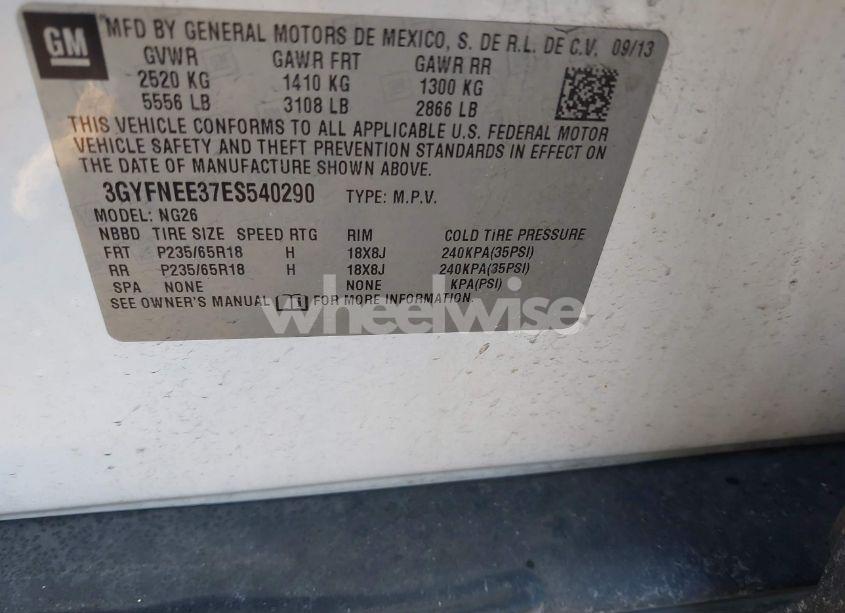 GM MFD BY GENERAL MOTORS DE MEXICO, S. DE R.L. DE C.V. 09/13
GVWR GAWR FRT GAWR RR
2520 KG 1410 KG 1300 KG
5556 LB 3108 LB 2866 LB
THIS VEHICLE CONFORMS TO ALL APPLICABLE U.S. FEDERAL MOTOR
VEHICLE SAFETY AND THEFT PREVENTION STANDARDS IN EFFECT ON
THE DATE OF MANUFACTURE SHOWN ABOVE.
3GYFNEE37ES540290 TYPE: M.P.V.
MODEL: NG26
NBBD TIRE SIZE SPEED RTG RIM COLD TIRE PRESSURE
FRT P235/65R18 H 18X8J 240KPA(35PSI)
RR P235/65R18 H 18X8J 240KPA(35PSI)
SPA NONE NONE KPA(PSI)
SEE OWNER'S MANUAL FOR MORE INFORMATION.
wheelwise